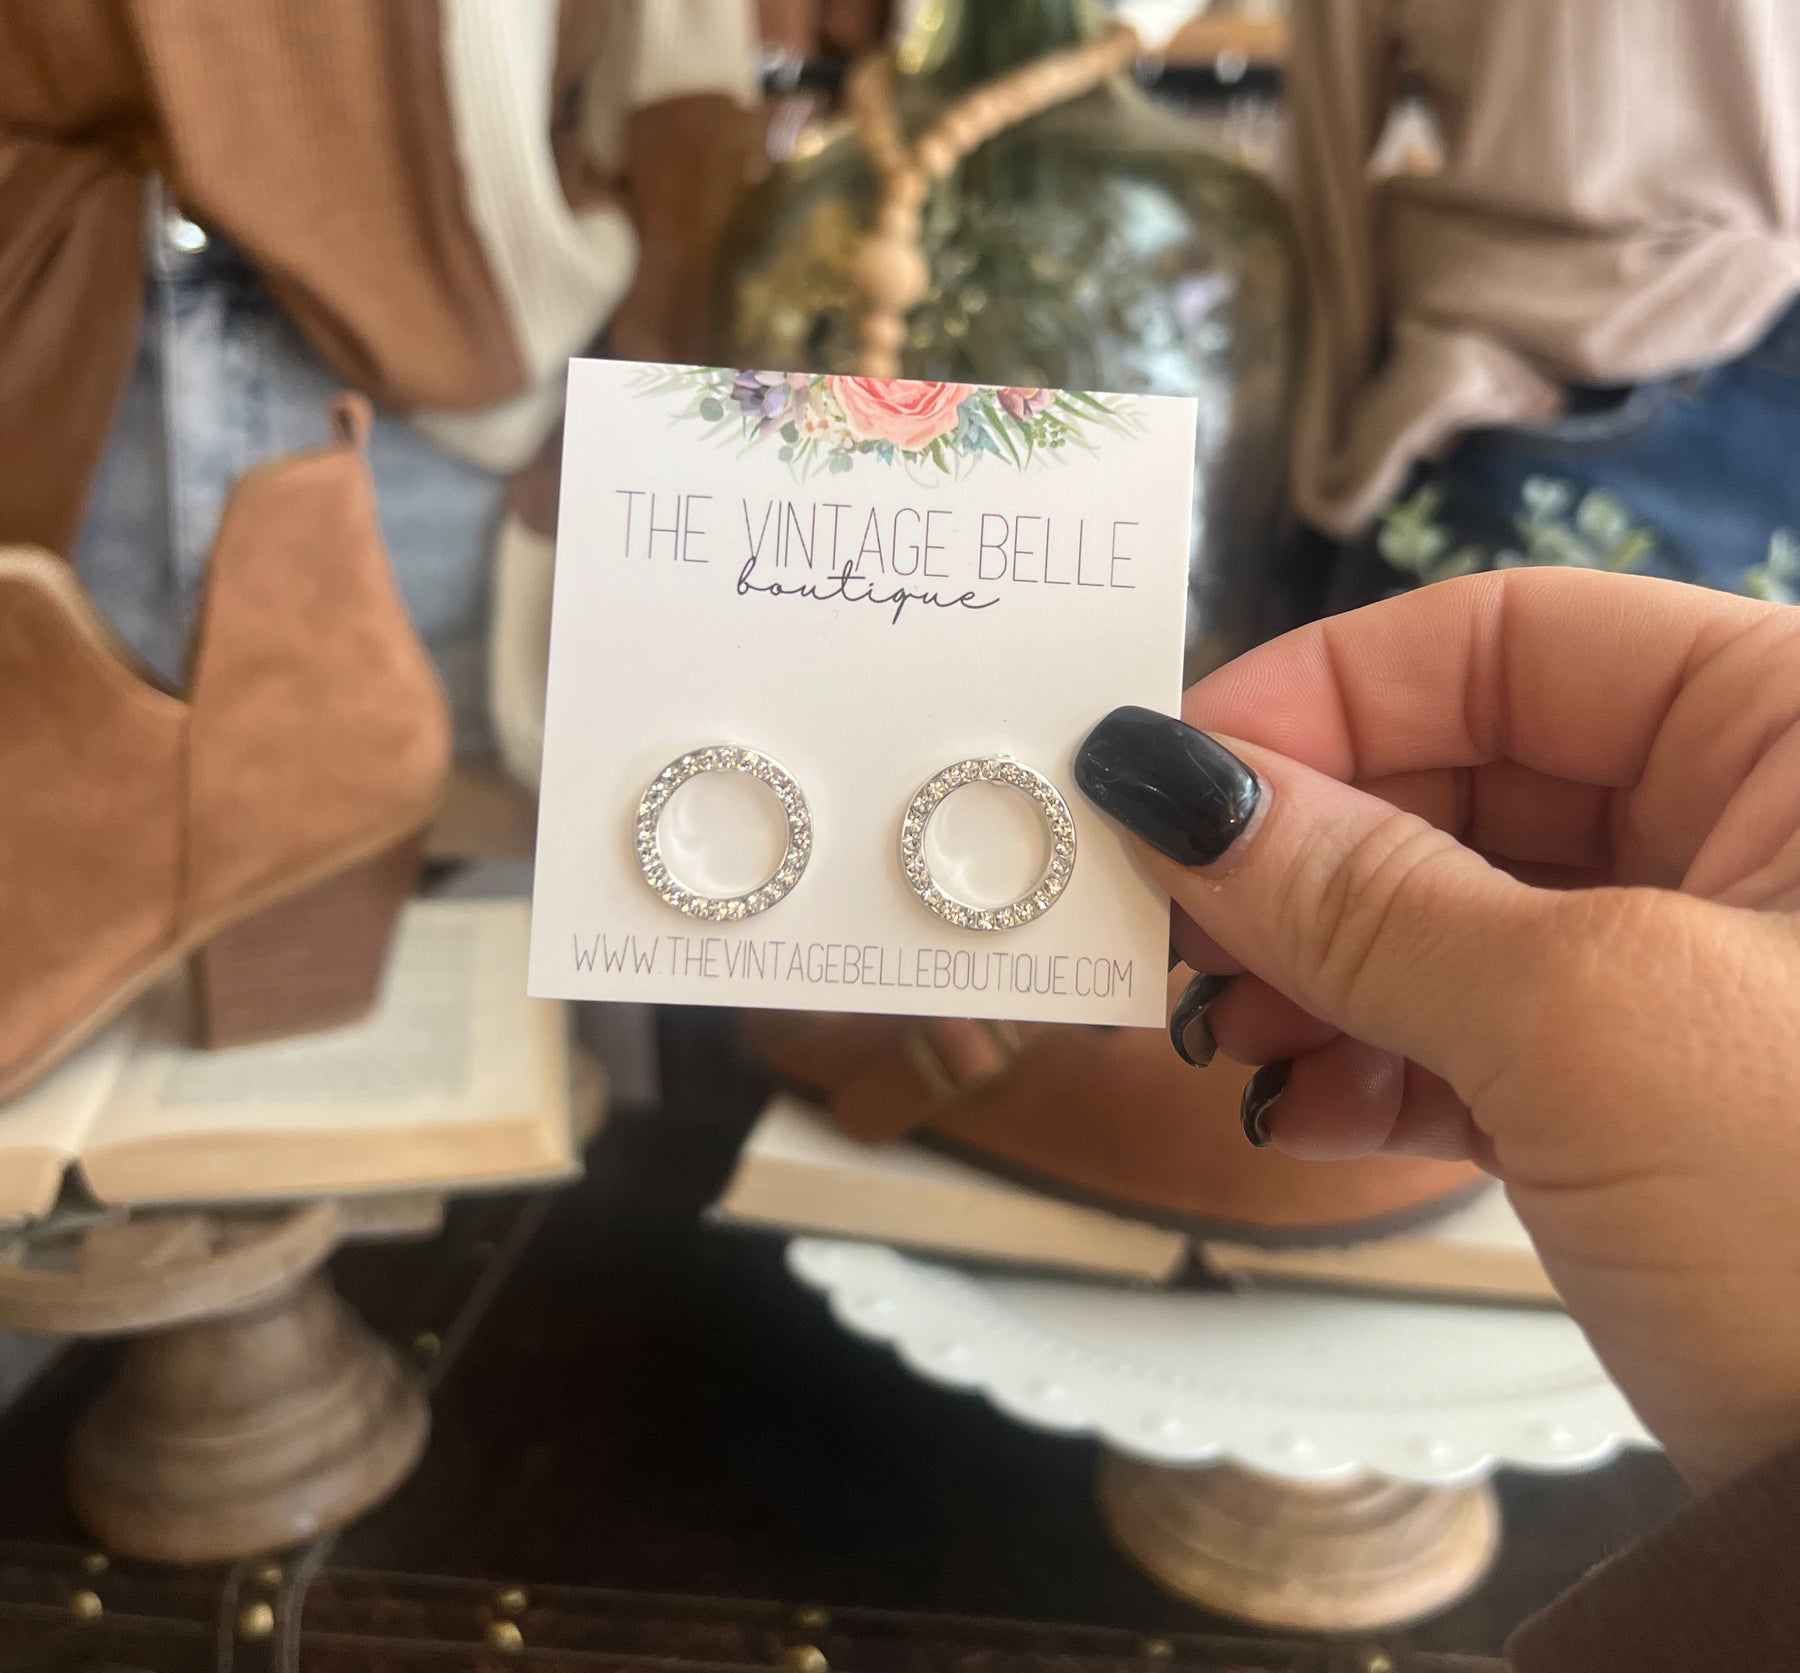 THE VINTAGE BELLE
boutique
WWW.THEVINTAGEBELLEBOUTIQUE.COM